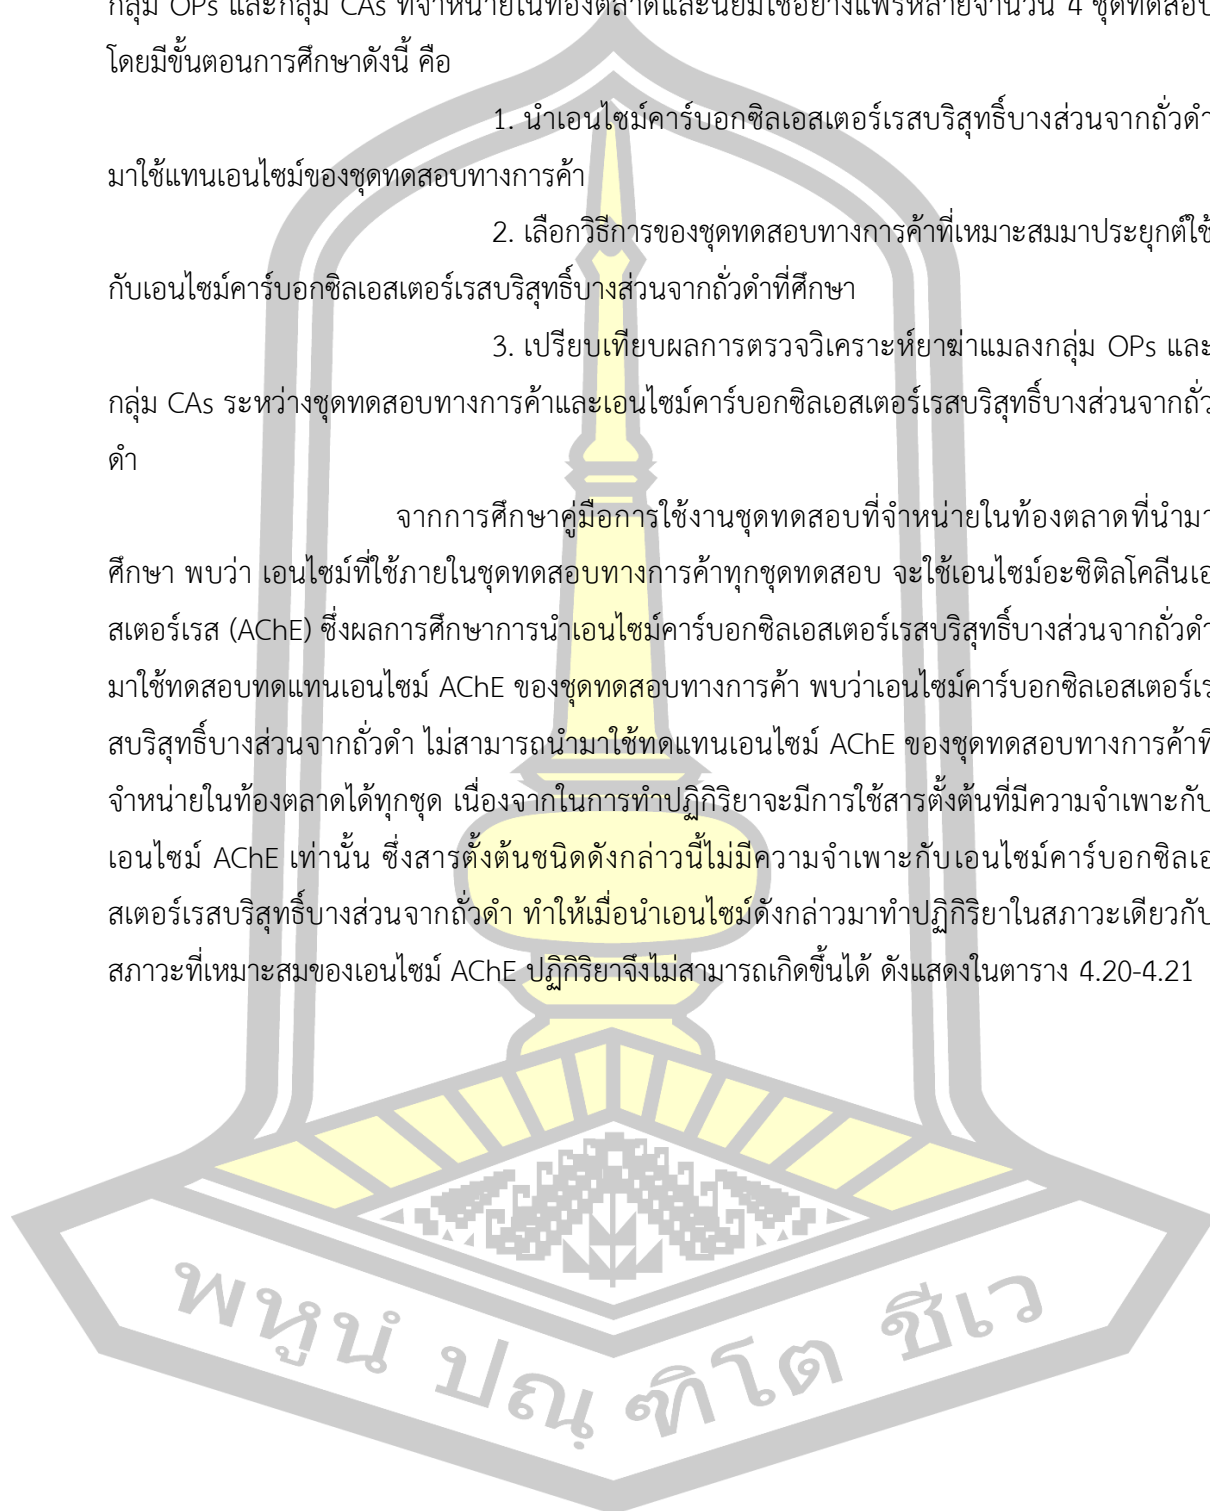 กลุ่ม OPs และกลุ่ม CAs ที่จำหน่ายในท้องตลาดและนิยมใช้อย่างแพร่หลายจำนวน 4 ชุดทดสอบ
โดยมีขั้นตอนการศึกษาดังนี้ คือ
1. นำเอนไซม์คาร์บอกซิลเอสเตอร์เรสบริสุทธิ์บางส่วนจากถั่วดำ
มาใช้แทนเอนไซม์ของชุดทดสอบทางการค้า
2. เลือกวิธีการของชุดทดสอบทางการค้าที่เหมาะสมมาประยุกต์ใช้
กับเอนไซม์คาร์บอกซิลเอสเตอร์เรสบริสุทธิ์บางส่วนจากถั่วดำที่ศึกษา
3. เปรียบเทียบผลการตรวจวิเคราะห์ยาฆ่าแมลงกลุ่ม OPs และ
กลุ่ม CAs ระหว่างชุดทดสอบทางการค้าและเอนไซม์คาร์บอกซิลเอสเตอร์เรสบริสุทธิ์บางส่วนจากถั่ว
ดำ
จากการศึกษาคู่มือการใช้งานชุดทดสอบที่จำหน่ายในท้องตลาดที่นำมา
ศึกษา พบว่า เอนไซม์ที่ใช้ภายในชุดทดสอบทางการค้าทุกชุดทดสอบ จะใช้เอนไซม์อะซิติลโคลีนเอ
สเตอร์เรส (AChE) ซึ่งผลการศึกษาการนำเอนไซม์คาร์บอกซิลเอสเตอร์เรสบริสุทธิ์บางส่วนจากถั่วดำ
มาใช้ทดสอบทดแทนเอนไซม์ AChE ของชุดทดสอบทางการค้า พบว่าเอนไซม์คาร์บอกซิลเอสเตอร์เร
สบริสุทธิ์บางส่วนจากถั่วดำ ไม่สามารถนำมาใช้ทดแทนเอนไซม์ AChE ของชุดทดสอบทางการค้าที่
จำหน่ายในท้องตลาดได้ทุกชุด เนื่องจากในการทำปฏิกิริยาจะมีการใช้สารตั้งต้นที่มีความจำเพาะกับ
เอนไซม์ AChE เท่านั้น ซึ่งสารตั้งต้นชนิดดังกล่าวนี้ไม่มีความจำเพาะกับเอนไซม์คาร์บอกซิลเอ
สเตอร์เรสบริสุทธิ์บางส่วนจากถั่วดำ ทำให้เมื่อนำเอนไซม์ดังกล่าวมาทำปฏิกิริยาในสภาวะเดียวกับ
สภาวะที่เหมาะสมของเอนไซม์ AChE ปฏิกิริยาจึงไม่สามารถเกิดขึ้นได้ ดังแสดงในตาราง 4.20-4.21
พหูนํ ปณฺ ฑิโต ชีเว